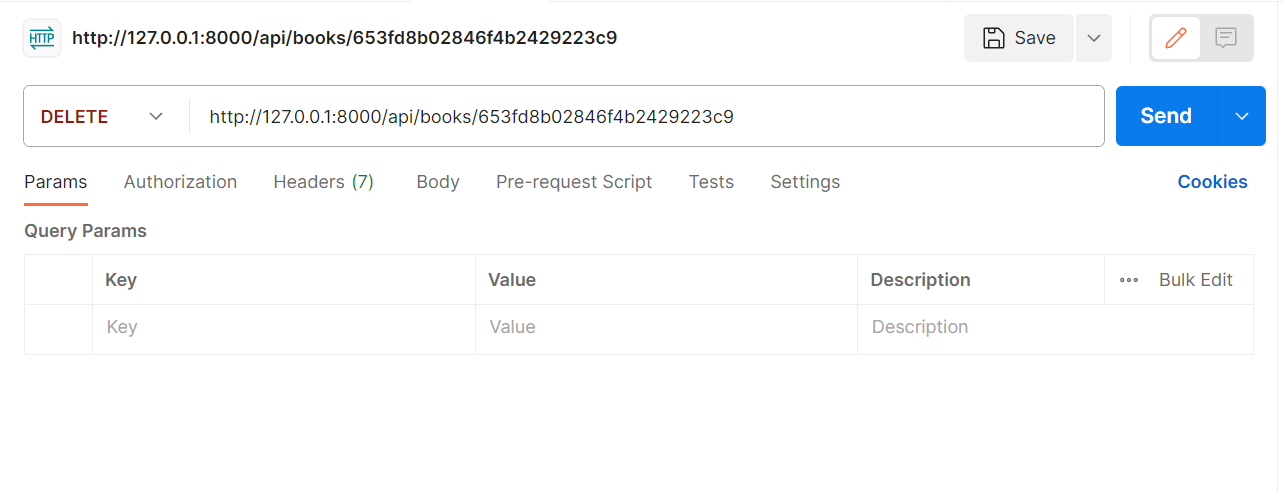 HTTP http://127.0.0.1:8000/api/books/653fd8b02846f4b2429223c9 Save
DELETE http://127.0.0.1:8000/api/books/653fd8b02846f4b2429223c9 Send
Params Authorization Headers (7) Body Pre-request Script Tests Settings Cookies
Query Params
Key Value Description Bulk Edit
Key Value Description